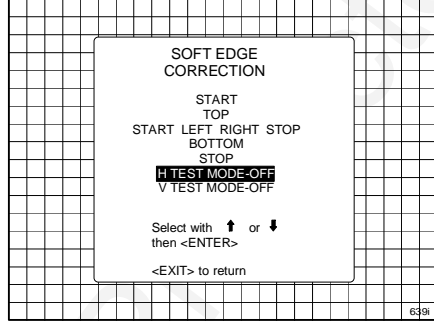 SOFT EDGE
CORRECTION
START
TOP
START LEFT RIGHT STOP
BOTTOM
STOP
H TEST MODE-OFF
V TEST MODE-OFF
Select with ⬆ or ⬇
then <ENTER>
<EXIT> to return
639i